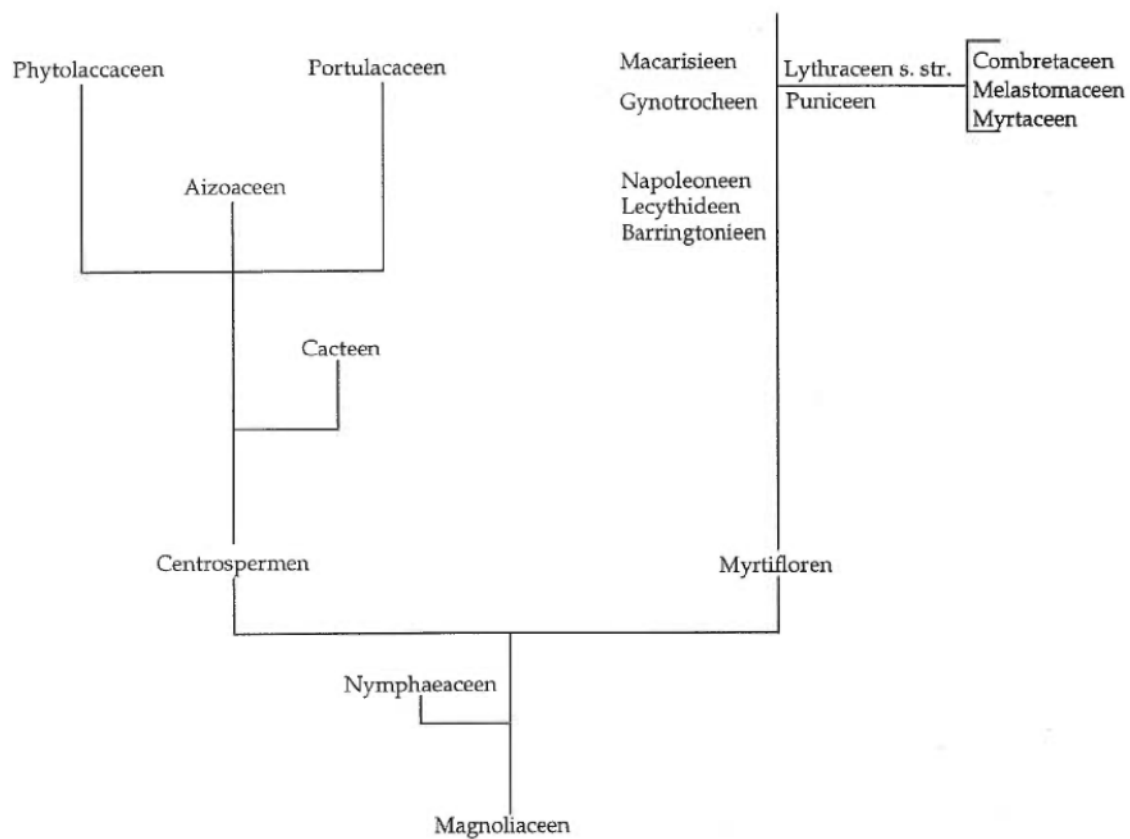 Phytolaccaceen
Portulacaceen
Aizoaceen
Cacteen
Centrospermen
Macarisieen
Gynotrocheen
Napoleoneen
Lecythideen
Barringtonieen
Lythraceen s. str.
Puniceen
Combretaceen
Melastomaceen
Myrtaceen
Myrtifloren
Nymphaeaceen
Magnoliaceen